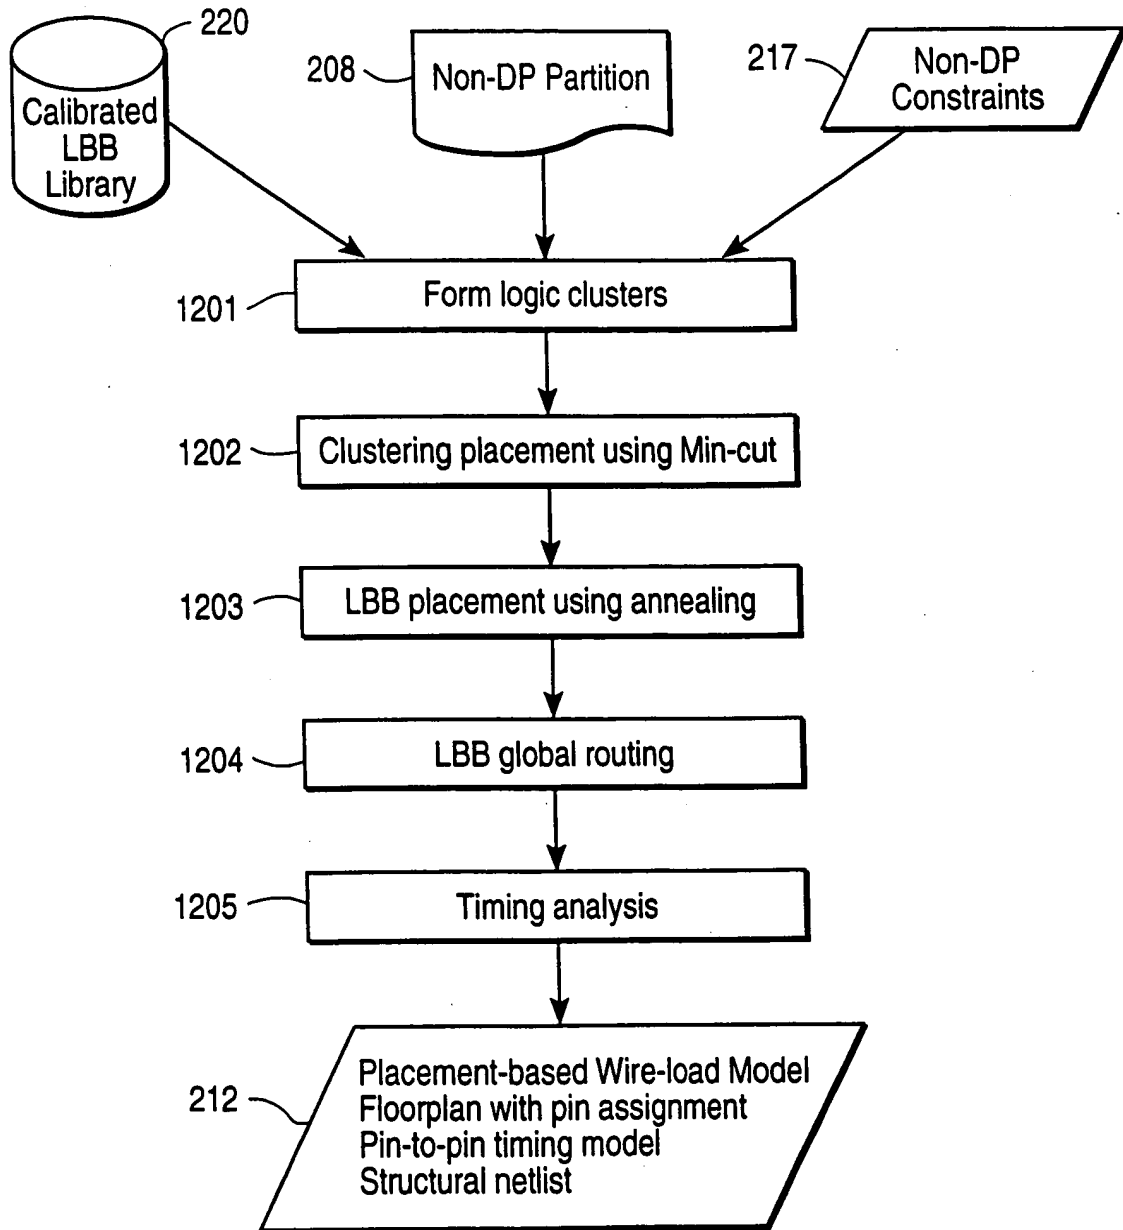 220
Calibrated
LBB
Library
208
Non-DP Partition
217
Non-DP
Constraints
1201
Form logic clusters
1202
Clustering placement using Min-cut
1203
LBB placement using annealing
1204
LBB global routing
1205
Timing analysis
212
Placement-based Wire-load Model
Floorplan with pin assignment
Pin-to-pin timing model
Structural netlist